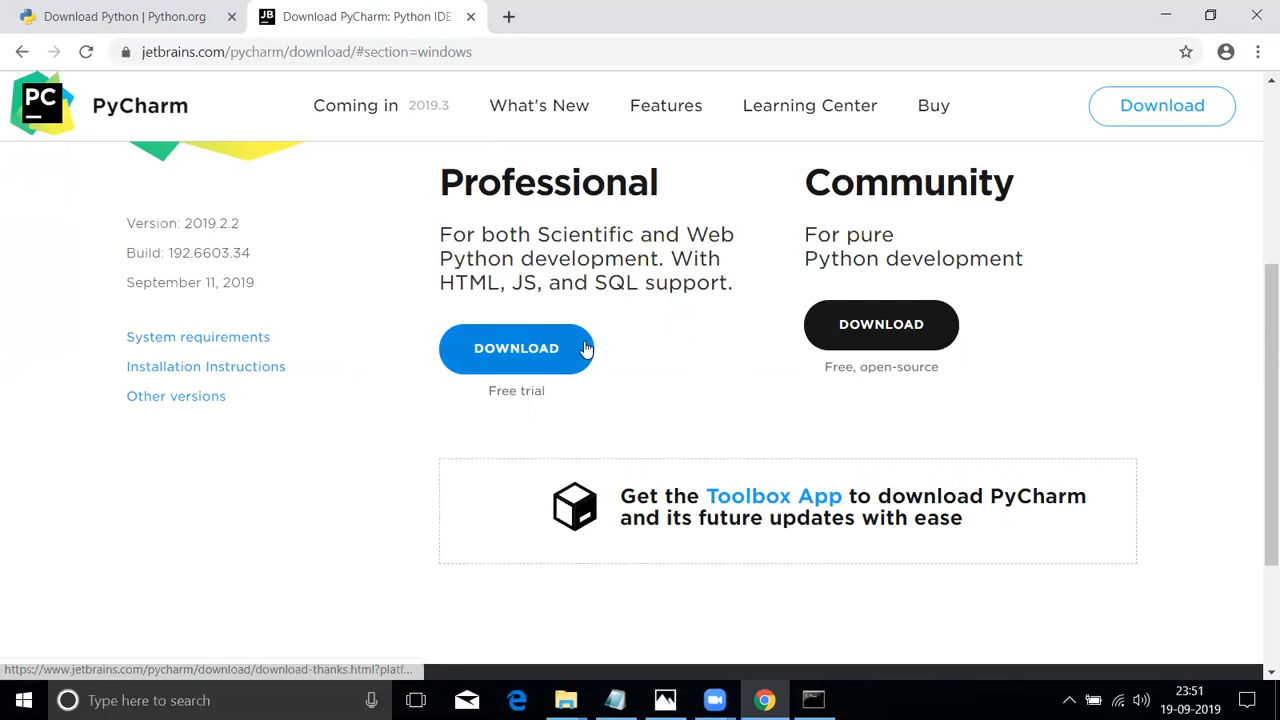 Download Python | Python.org
JB
Download PyCharm: Python IDE
jetbrains.com/pycharm/download/#section=windows
PC
PyCharm
Coming in 2019.3
What's New
Features
Learning Center
Buy
Download
Version: 2019.2.2
Build: 192.6603.34
September 11, 2019
System requirements
Installation Instructions
Other versions
Professional
For both Scientific and Web
Python development. With
HTML, JS, and SQL support.
DOWNLOAD
Free trial
Community
For pure
Python development
DOWNLOAD
Free, open-source
Get the Toolbox App to download PyCharm
and its future updates with ease
https://www.jetbrains.com/pycharm/download/download-thanks.html?platf...
Type here to search
23:51
19-09-2019